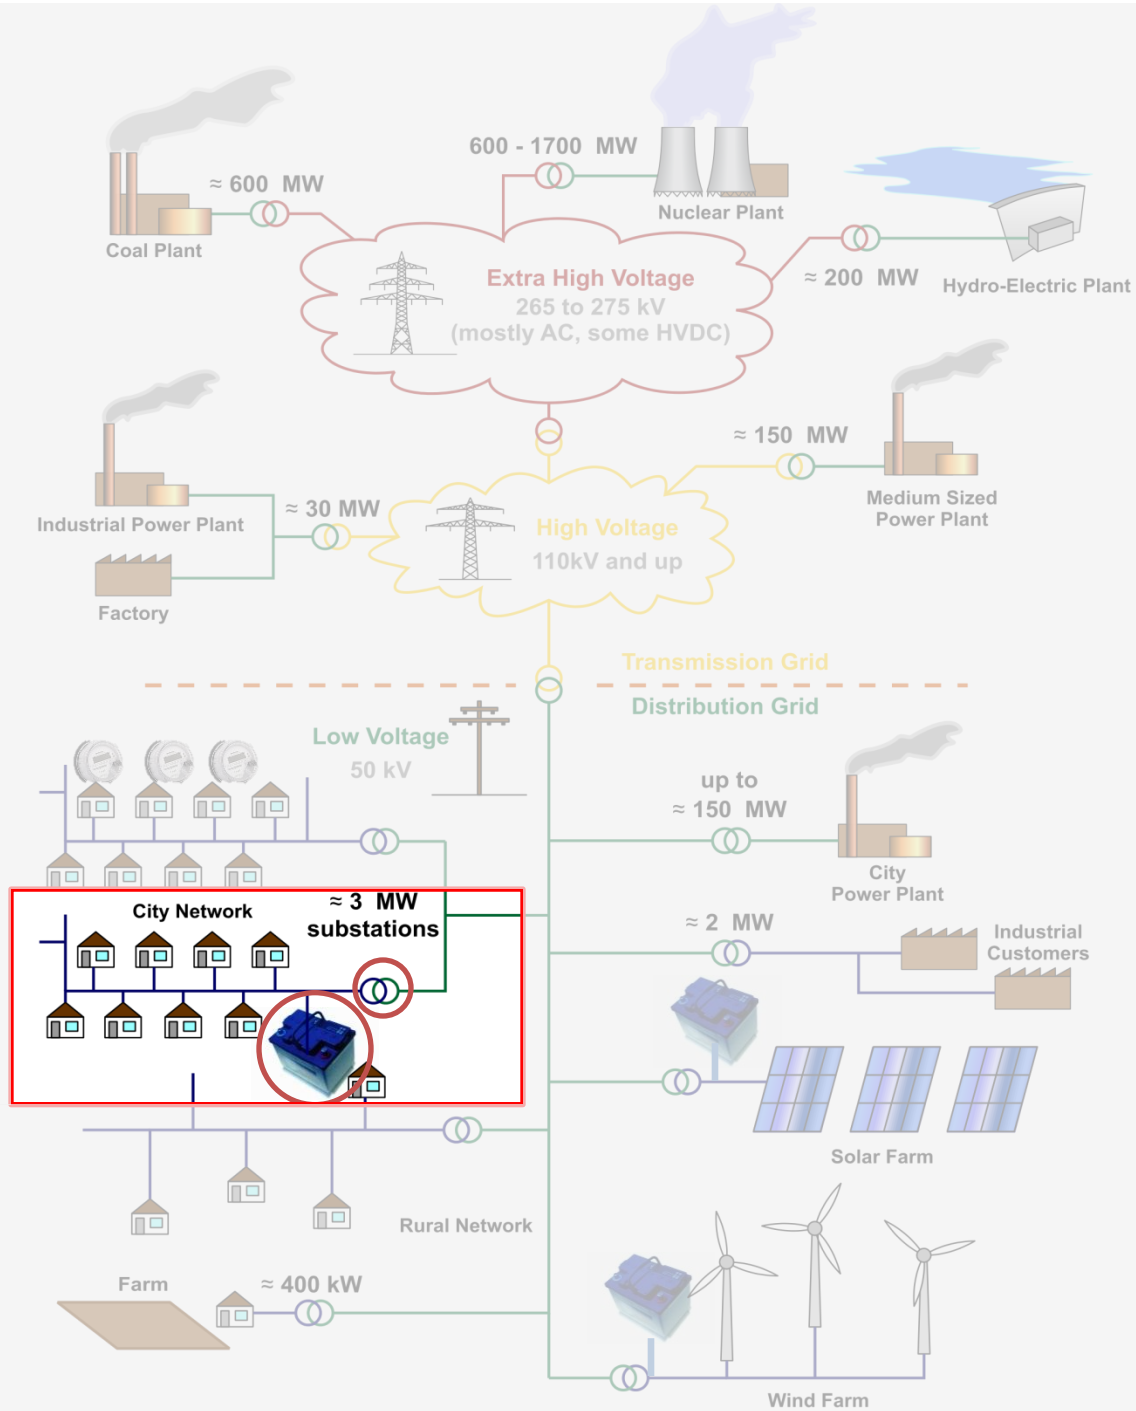 600 - 1700 MW
≈ 600 MW
Nuclear Plant
Coal Plant
Extra High Voltage
265 to 275 kV
(mostly AC, some HVDC)
≈ 200 MW
Hydro-Electric Plant
≈ 150 MW
Medium Sized
Power Plant
≈ 30 MW
Industrial Power Plant
High Voltage
110kV and up
Factory
Transmission Grid
Distribution Grid
Low Voltage
50 kV
up to
≈ 150 MW
City
Power Plant
≈ 3 MW
substations
City Network
≈ 2 MW
Industrial
Customers
Solar Farm
Rural Network
Farm
≈ 400 kW
Wind Farm